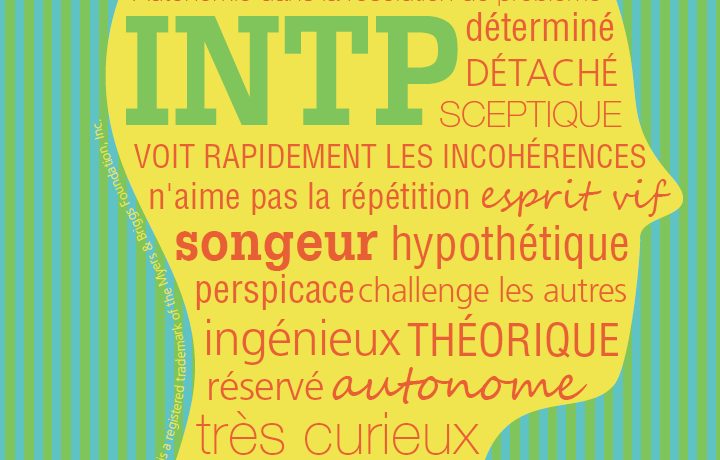 Autonomie dans la résolution de problème
INTP
déterminé
DÉTACHÉ
SCEPTIQUE
VOIT RAPIDEMENT LES INCOHÉRENCES
n'aime pas la répétition esprit vif
songeur hypothétique
perspicace challenge les autres
ingénieux THÉORIQUE
réservé autonome
très curieux
is a registered trademark of the Myers & Briggs Foundation, Inc.